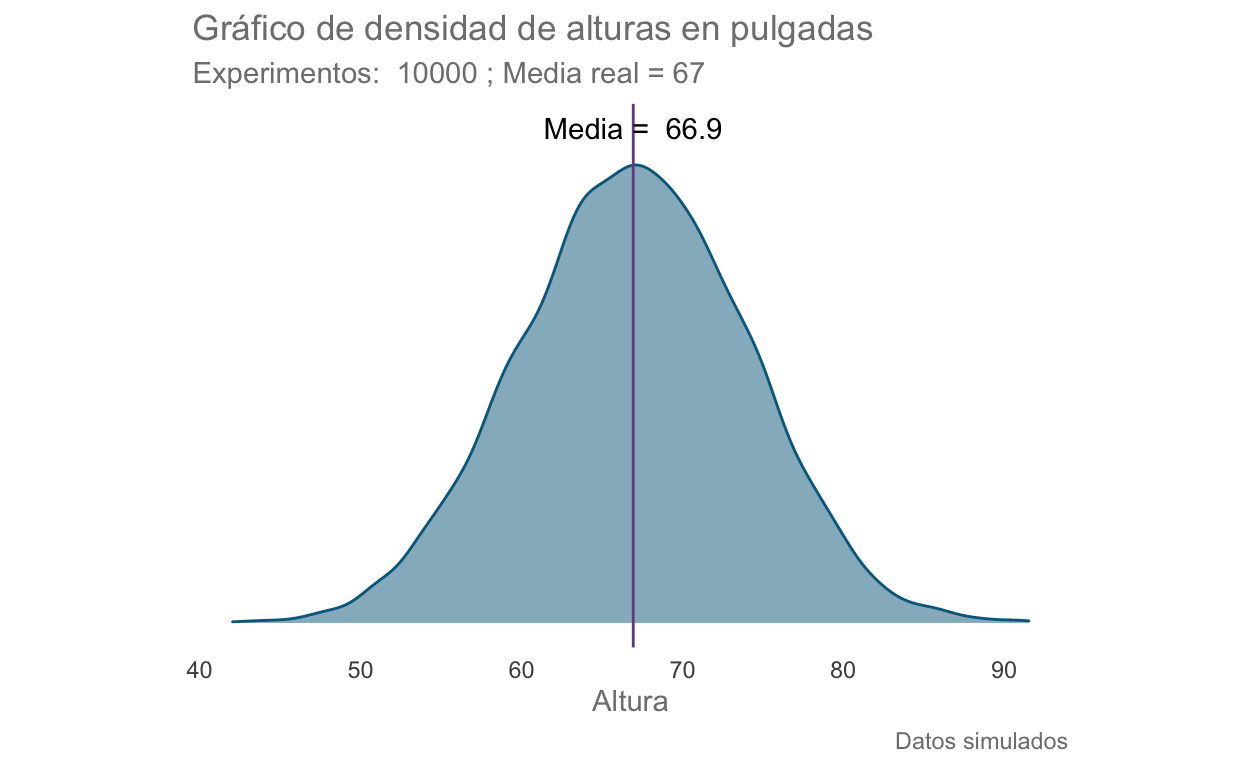 Gráfico de densidad de alturas en pulgadas
Experimentos:  10000 ; Media real = 67
Media =  66.9
40 50 60 70 80 90
Altura
Datos simulados